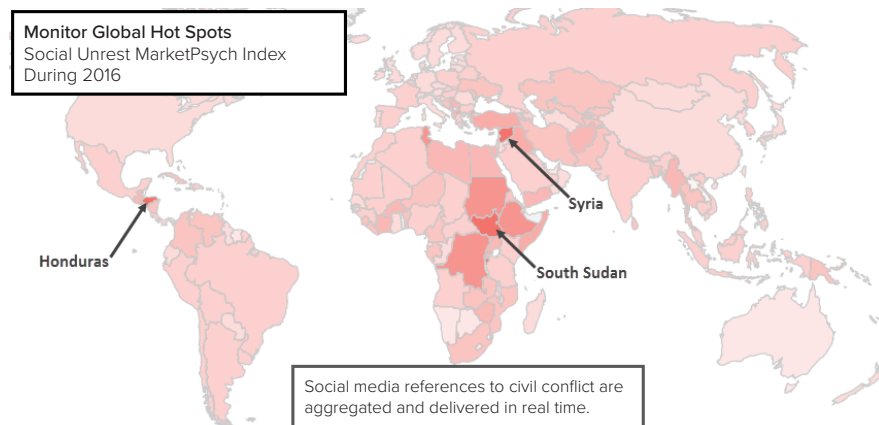 Monitor Global Hot Spots
Social Unrest MarketPsych Index
During 2016
Syria
Honduras
South Sudan
Social media references to civil conflict are
aggregated and delivered in real time.